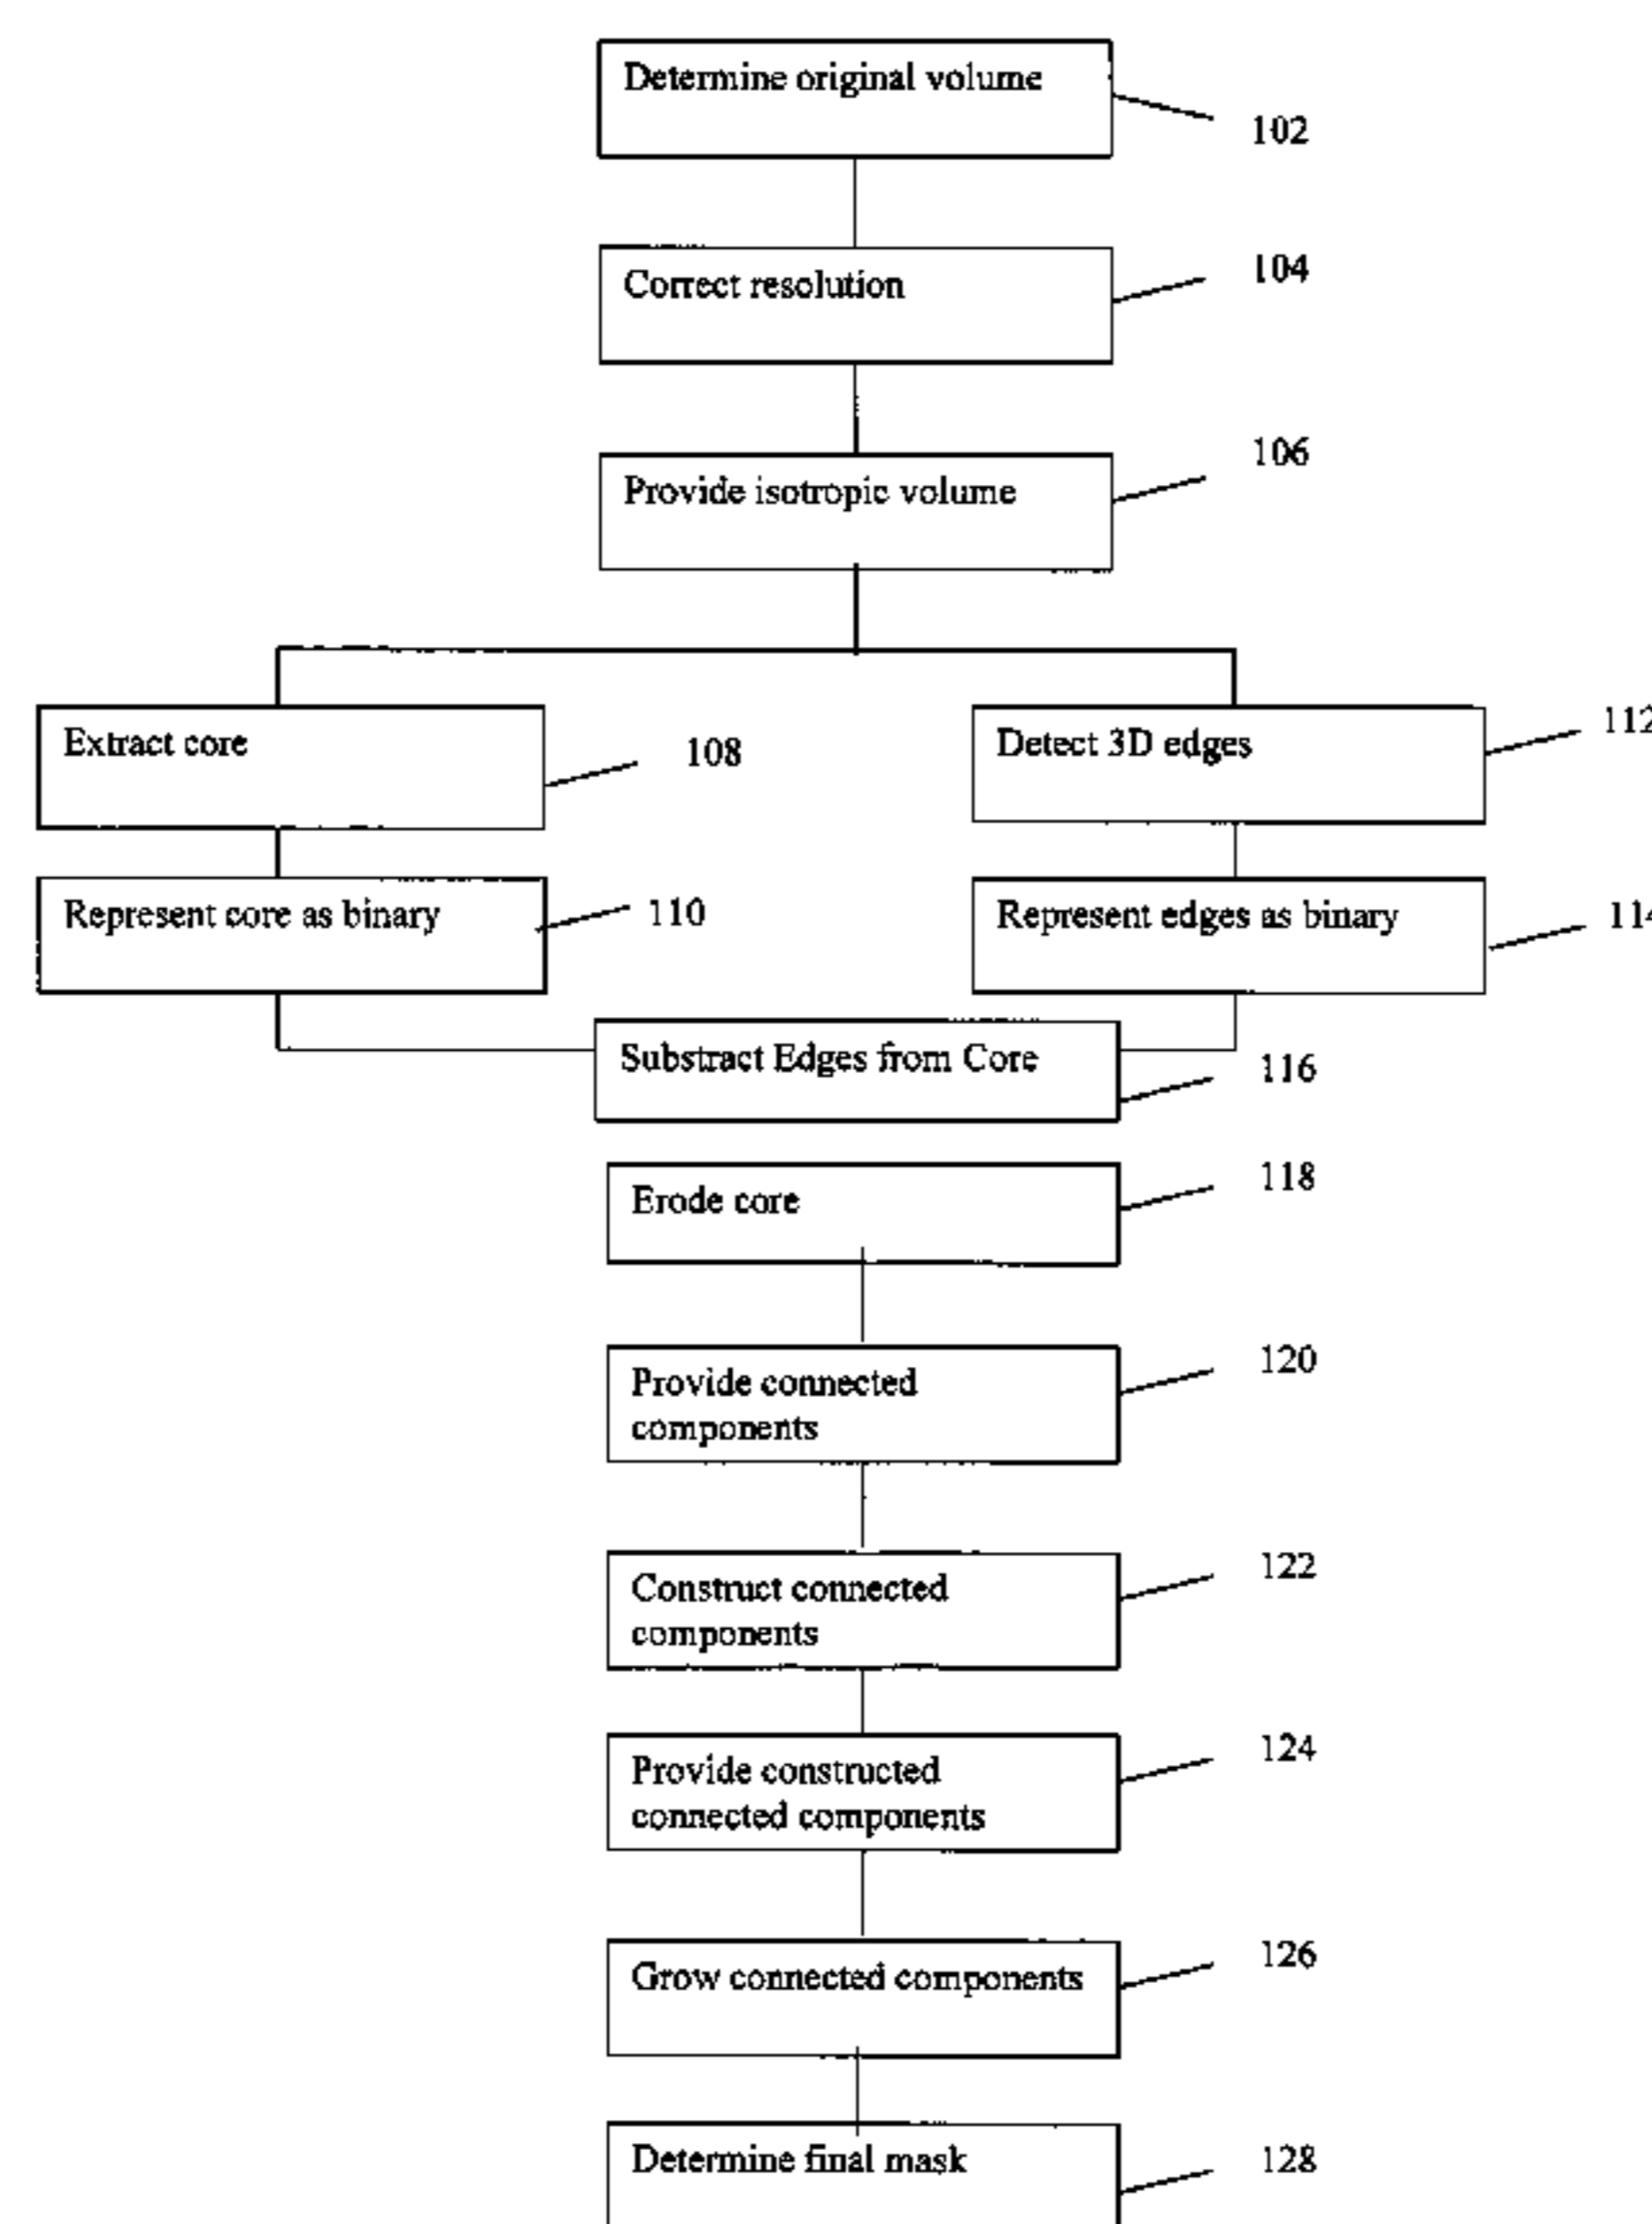 Determine original volume
102
Correct resolution
104
Provide isotropic volume
106
Extract core
108
Detect 3D edges
112
Represent core as binary
110
Represent edges as binary
114
Substract Edges from Core
116
Erode core
118
Provide connected
components
120
Construct connected
components
122
Provide constructed
connected components
124
Grow connected components
126
Determine final mask
128